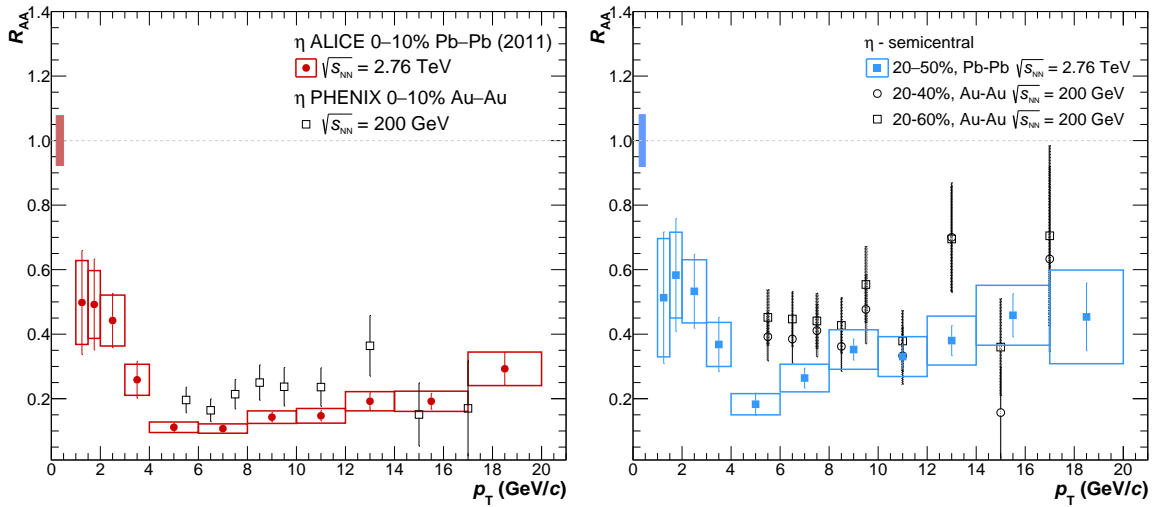 R_AA
1.4
1.2
1.0
0.8
0.6
0.4
0.2
η ALICE 0–10% Pb–Pb (2011)
√s_NN = 2.76 TeV
η PHENIX 0–10% Au–Au
√s_NN = 200 GeV
0 2 4 6 8 10 12 14 16 18 20
p_T (GeV/c)
R_AA
1.4
1.2
1.0
0.8
0.6
0.4
0.2
η - semicentral
20–50%, Pb-Pb √s_NN = 2.76 TeV
20-40%, Au-Au √s_NN = 200 GeV
20-60%, Au-Au √s_NN = 200 GeV
0 2 4 6 8 10 12 14 16 18 20
p_T (GeV/c)